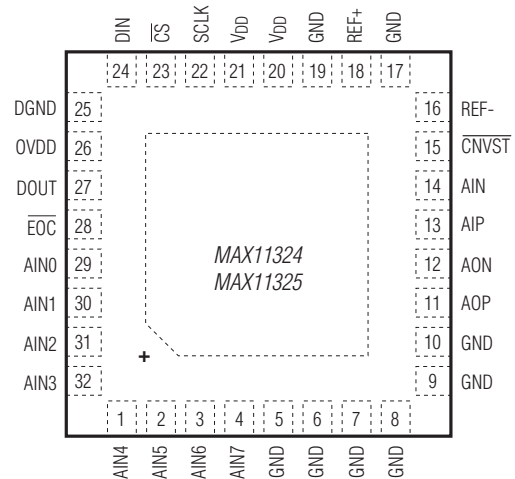 DIN
C̅S̅
SCLK
VDD
VDD
GND
REF+
GND
24 23 22 21 20 19 18 17
DGND 25
OVDD 26
DOUT 27
E̅O̅C̅ 28
AIN0 29
AIN1 30
AIN2 31
AIN3 32
16 REF-
15 C̅N̅V̅S̅T̅
14 AIN
13 AIP
12 AON
11 AOP
10 GND
9 GND
MAX11324
MAX11325
+
1 2 3 4 5 6 7 8
AIN4
AIN5
AIN6
AIN7
GND
GND
GND
GND